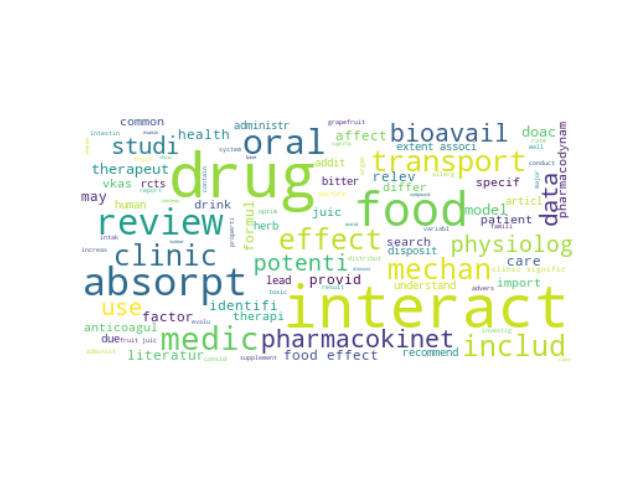 common administr grapefruit
intestin health system affect bioavail doac
studi oral extent associ rate
therapeut drug addit transport well conduct
vkas rcts contain bitter relev specif major
may report drink food differ articl data pharmacodynam
human juic model patient
review formul herb search variabl famili
properti effect disposit physiolog
clinic optim potenti distribut mechan care clinic signific
increas absorpt lead provid understand import
toxic result advers
use identifi interact
factor therapi
anticoagul evalu investig
due fruit juic medic pharmacokinet includ
administ literatur consid supplement food effect recommend